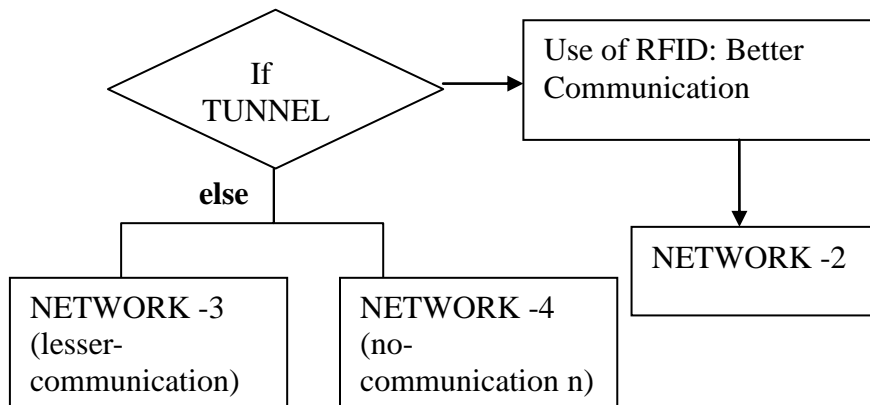 If
TUNNEL
Use of RFID: Better
Communication
else
NETWORK -2
NETWORK -3
(lesser-
communication)
NETWORK -4
(no-
communication n)